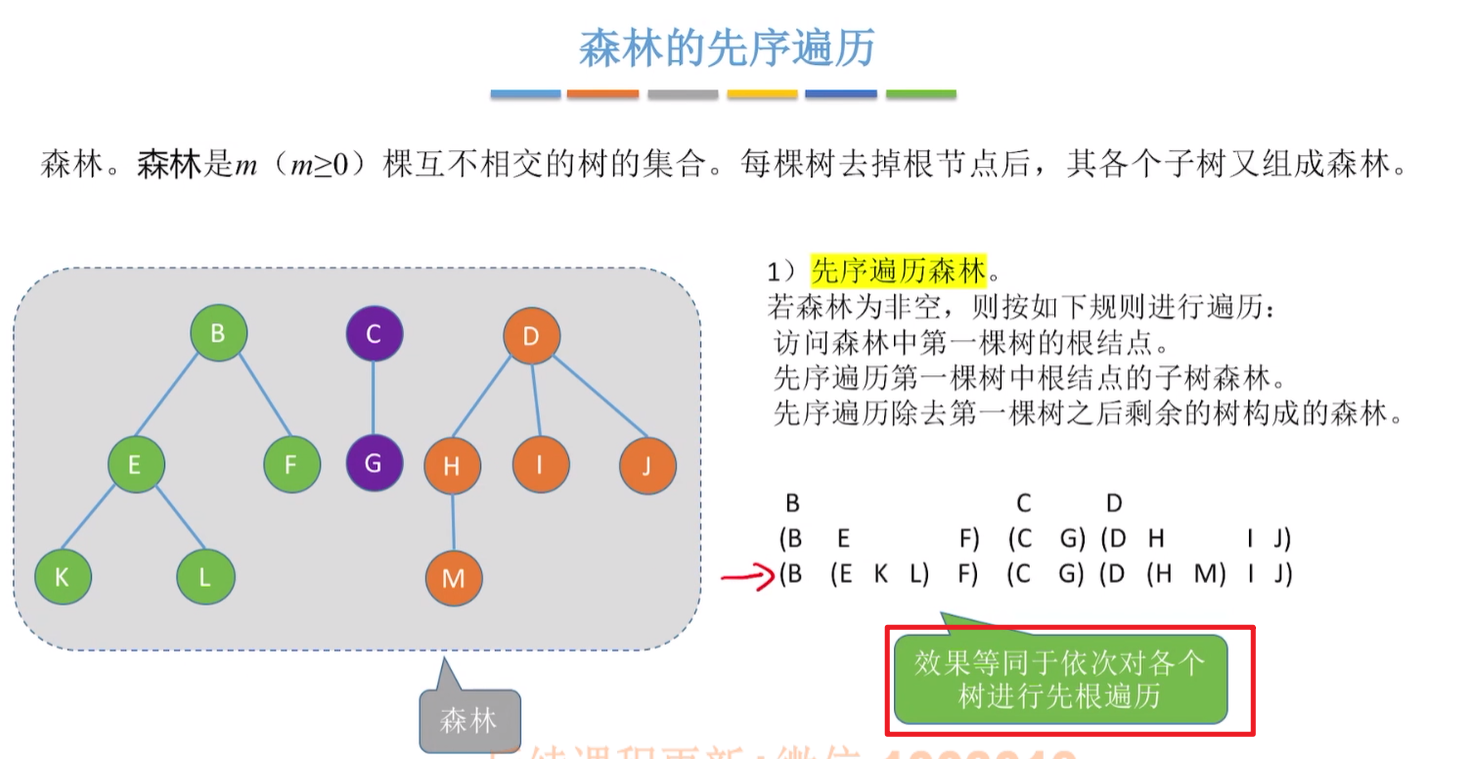 森林的先序遍历
森林。森林是m（m≥0）棵互不相交的树的集合。每棵树去掉根节点后，其各个子树又组成森林。
1）先序遍历森林。
若森林为非空，则按如下规则进行遍历：
访问森林中第一棵树的根结点。
先序遍历第一棵树中根结点的子树森林。
先序遍历除去第一棵树之后剩余的树构成的森林。
B C D
E F G H I J
K L M
B C D
(B E F) (C G) (D H I J)
(B (E K L) F) (C G) (D (H M) I J)
效果等同于依次对各个
树进行先根遍历
森林